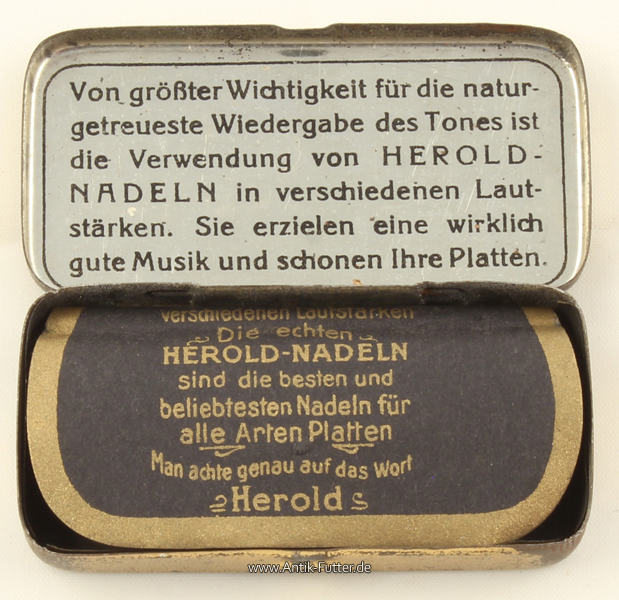 Von größter Wichtigkeit für die natur-
getreueste Wiedergabe des Tones ist
die Verwendung von HEROLD-
NADELN in verschiedenen Laut-
stärken. Sie erzielen eine wirklich
gute Musik und schonen Ihre Platten.
verschiedenen Lautstärken
Die echten
HEROLD-NADELN
sind die besten und
beliebtesten Nadeln für
alle Arten Platten
Man achte genau auf das Wort
Herold
www.Antik-Futter.de